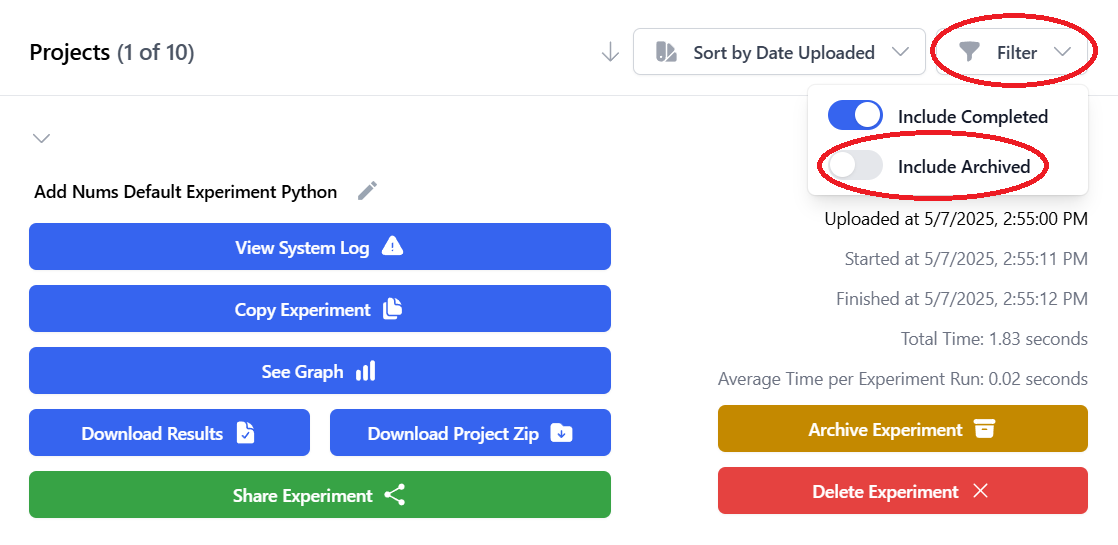 Projects (1 of 10)
Sort by Date Uploaded
Filter
Include Completed
Include Archived
Add Nums Default Experiment Python
Uploaded at 5/7/2025, 2:55:00 PM
View System Log
Started at 5/7/2025, 2:55:11 PM
Finished at 5/7/2025, 2:55:12 PM
Copy Experiment
Total Time: 1.83 seconds
See Graph
Average Time per Experiment Run: 0.02 seconds
Download Results
Download Project Zip
Archive Experiment
Share Experiment
Delete Experiment